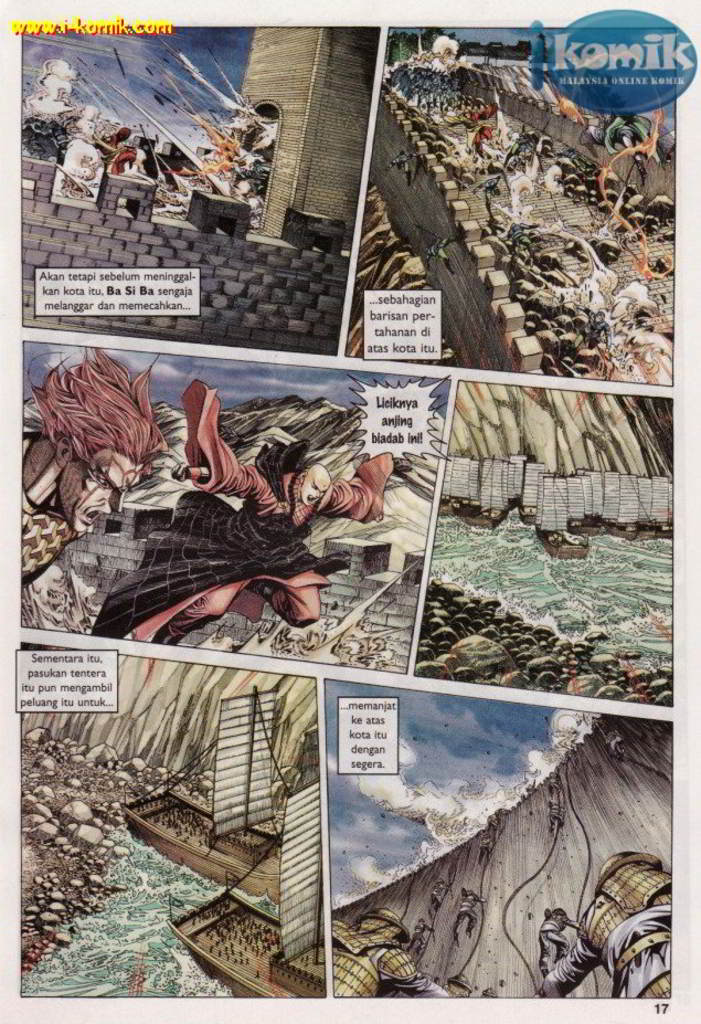 www.i-komik.com
komik
MALAYSIA ONLINE KOMIK
Akan tetapi sebelum meninggal-
kan kota itu, Ba Si Ba sengaja
melanggar dan memecahkan...
...sebahagian
barisan per-
tahanan di
atas kota itu.
Liciknya
anjing
biadab ini!
Sementara itu,
pasukan tentera
itu pun mengambil
peluang itu untuk...
...memanjat
ke atas
kota itu
dengan
segera.
17